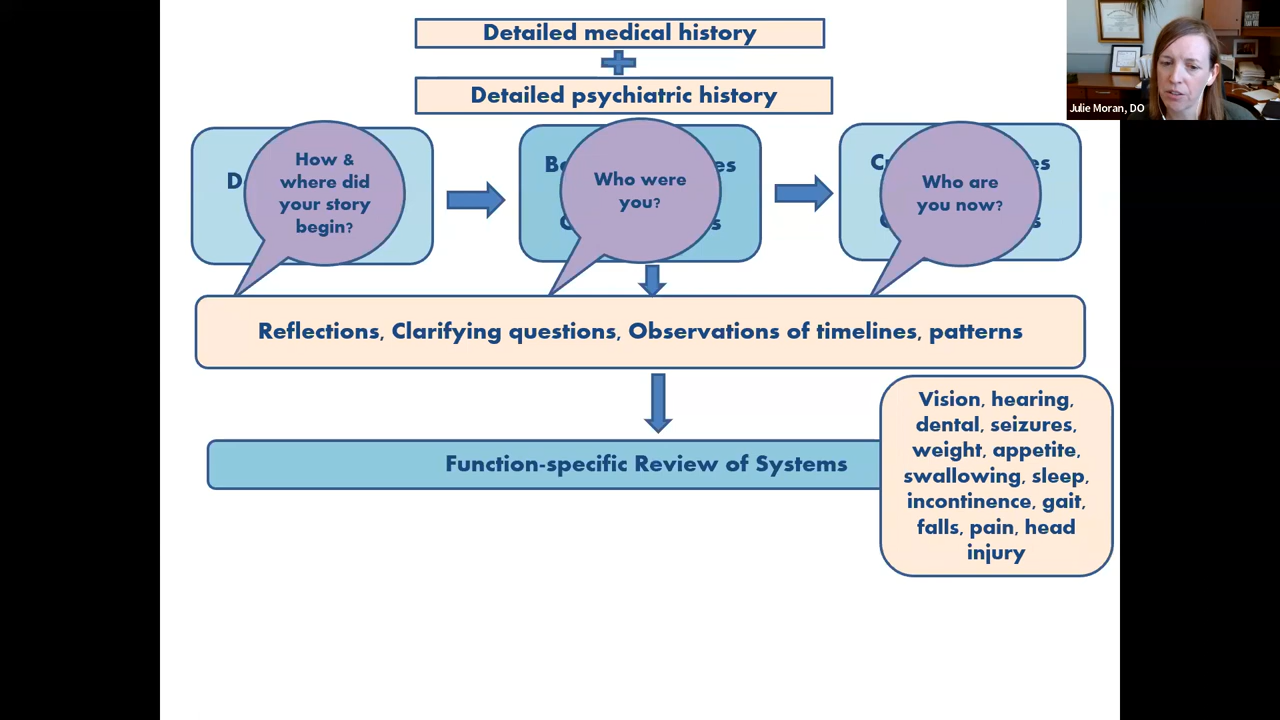 Detailed medical history
Julie Moran, DO
Detailed psychiatric history
How &
where did
your story
begin?
Who were
you?
Who are
you now?
Reflections, Clarifying questions, Observations of timelines, patterns
Function-specific Review of Systems
Vision, hearing,
dental, seizures,
weight, appetite,
swallowing, sleep,
incontinence, gait,
falls, pain, head
injury